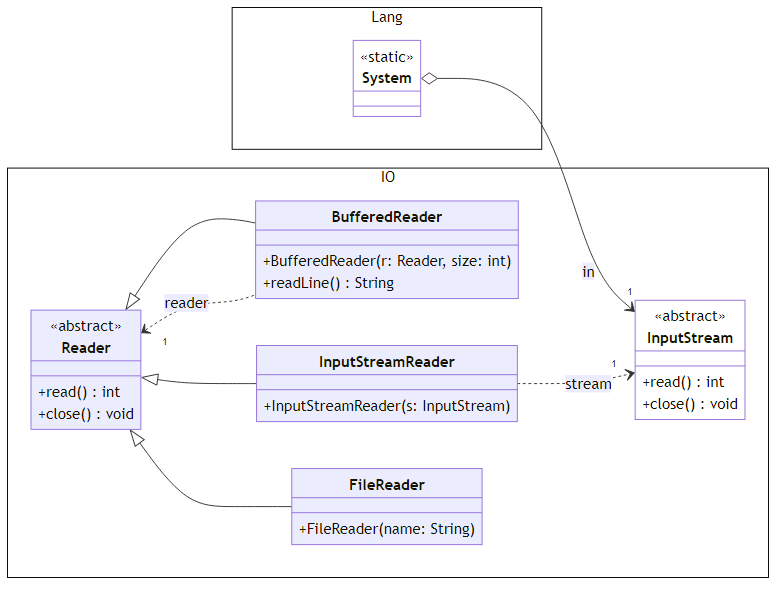 Lang
«static»
System
IO
BufferedReader
+BufferedReader(r: Reader, size: int)
+readLine() : String
in
reader
1
1
«abstract»
Reader
+read() : int
+close() : void
«abstract»
InputStream
+read() : int
+close() : void
InputStreamReader
+InputStreamReader(s: InputStream)
stream
1
FileReader
+FileReader(name: String)